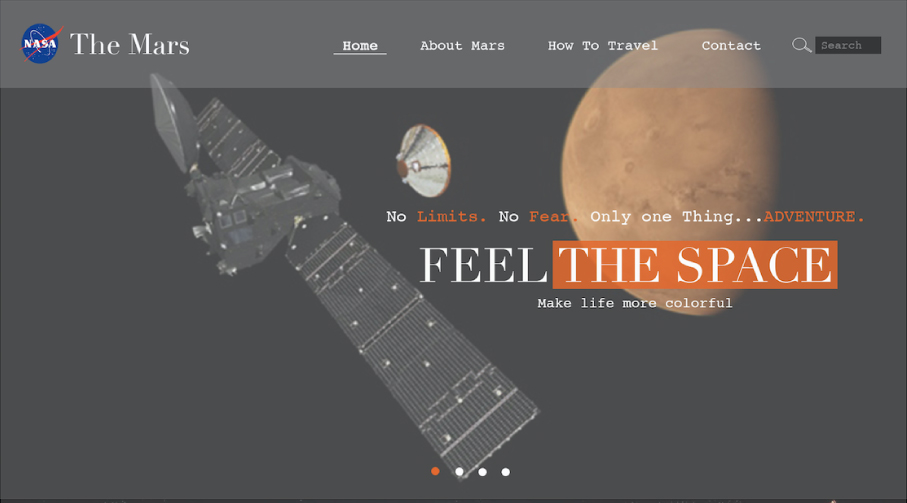 NASA The Mars Home About Mars How To Travel Contact Search
No Limits. No Fear. Only one Thing...ADVENTURE.
FEEL THE SPACE
Make life more colorful